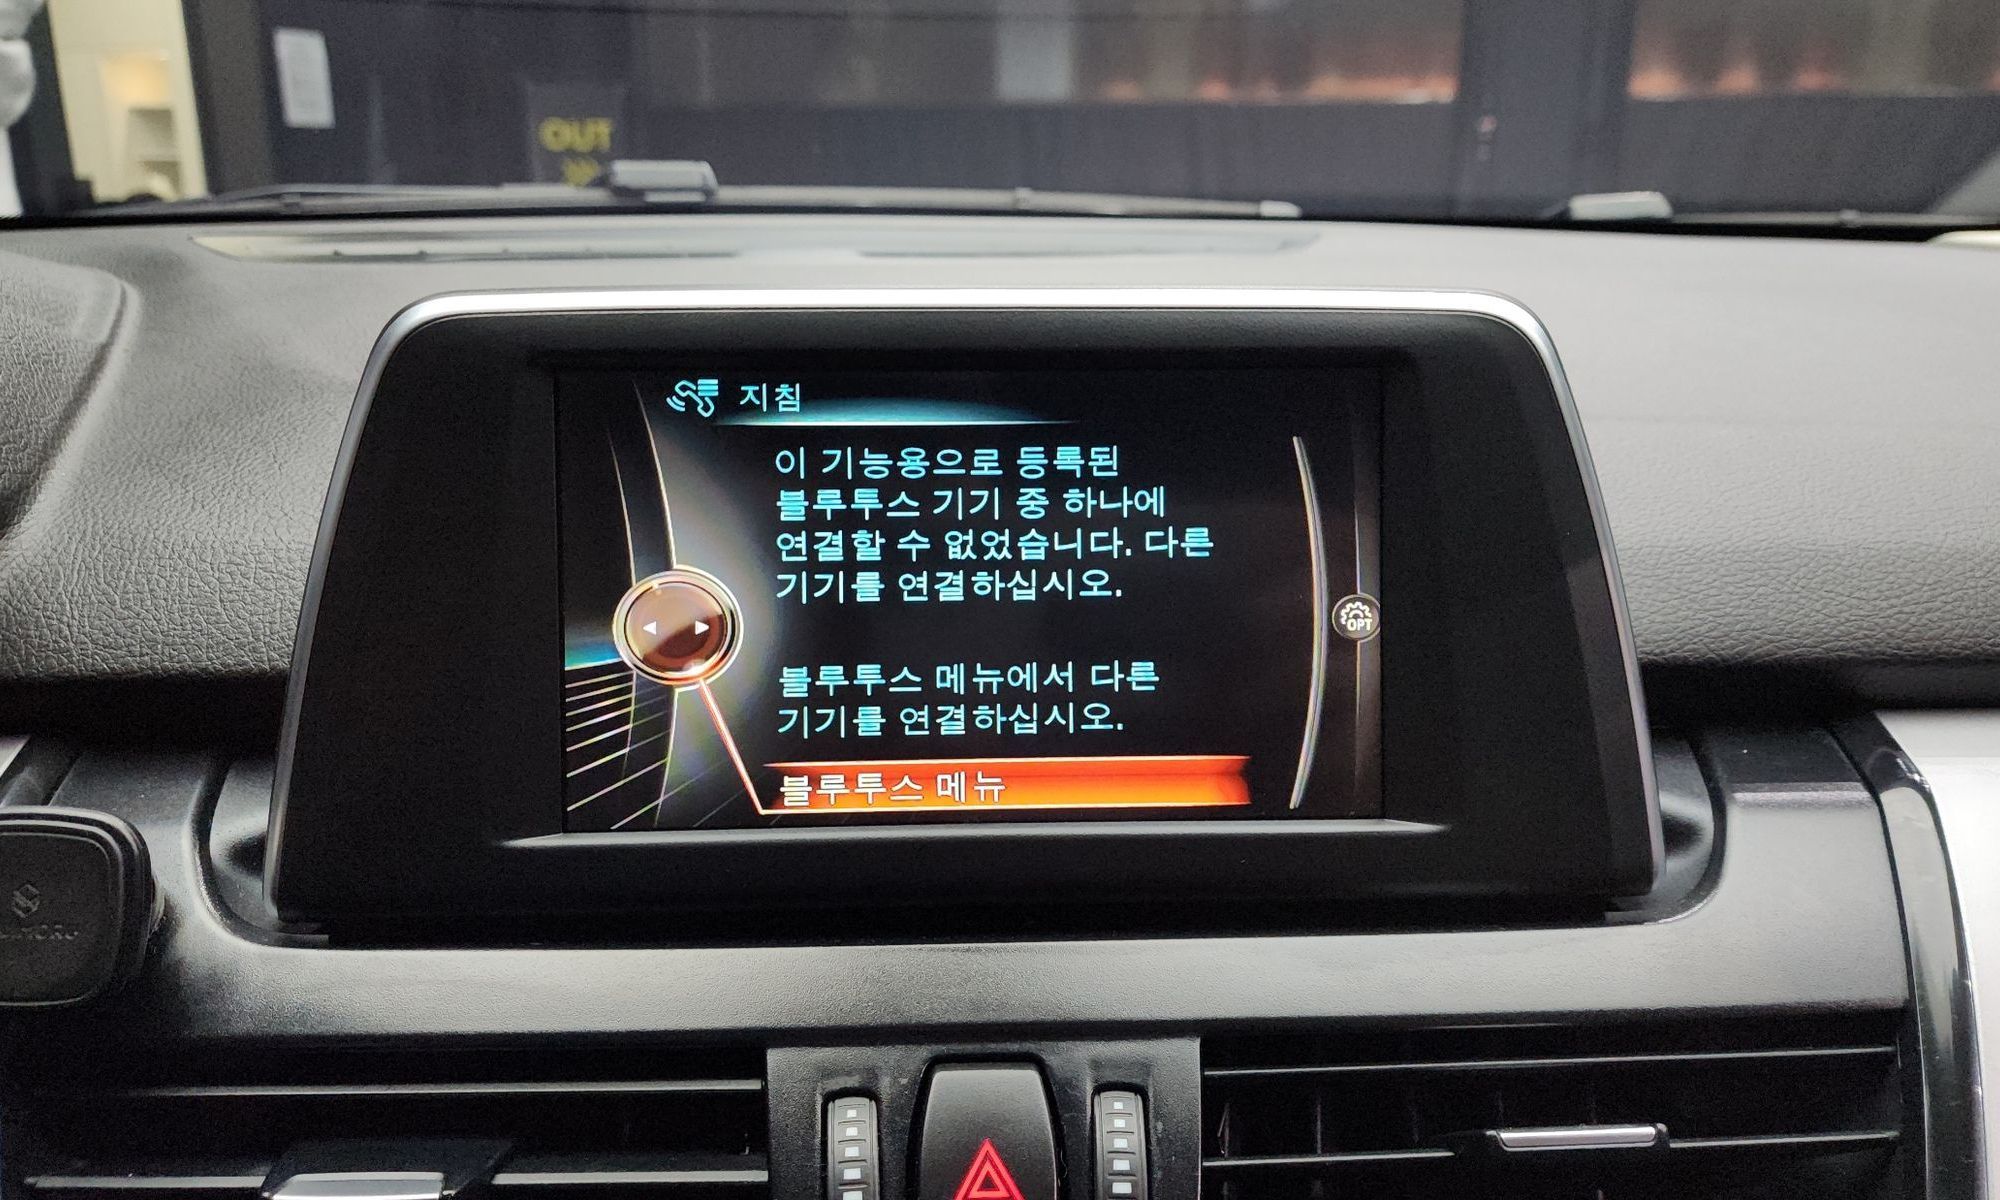 OUT
지침
이 기능용으로 등록된
블루투스 기기 중 하나에
연결할 수 없었습니다. 다른
기기를 연결하십시오.
OPT
블루투스 메뉴에서 다른
기기를 연결하십시오.
블루투스 메뉴